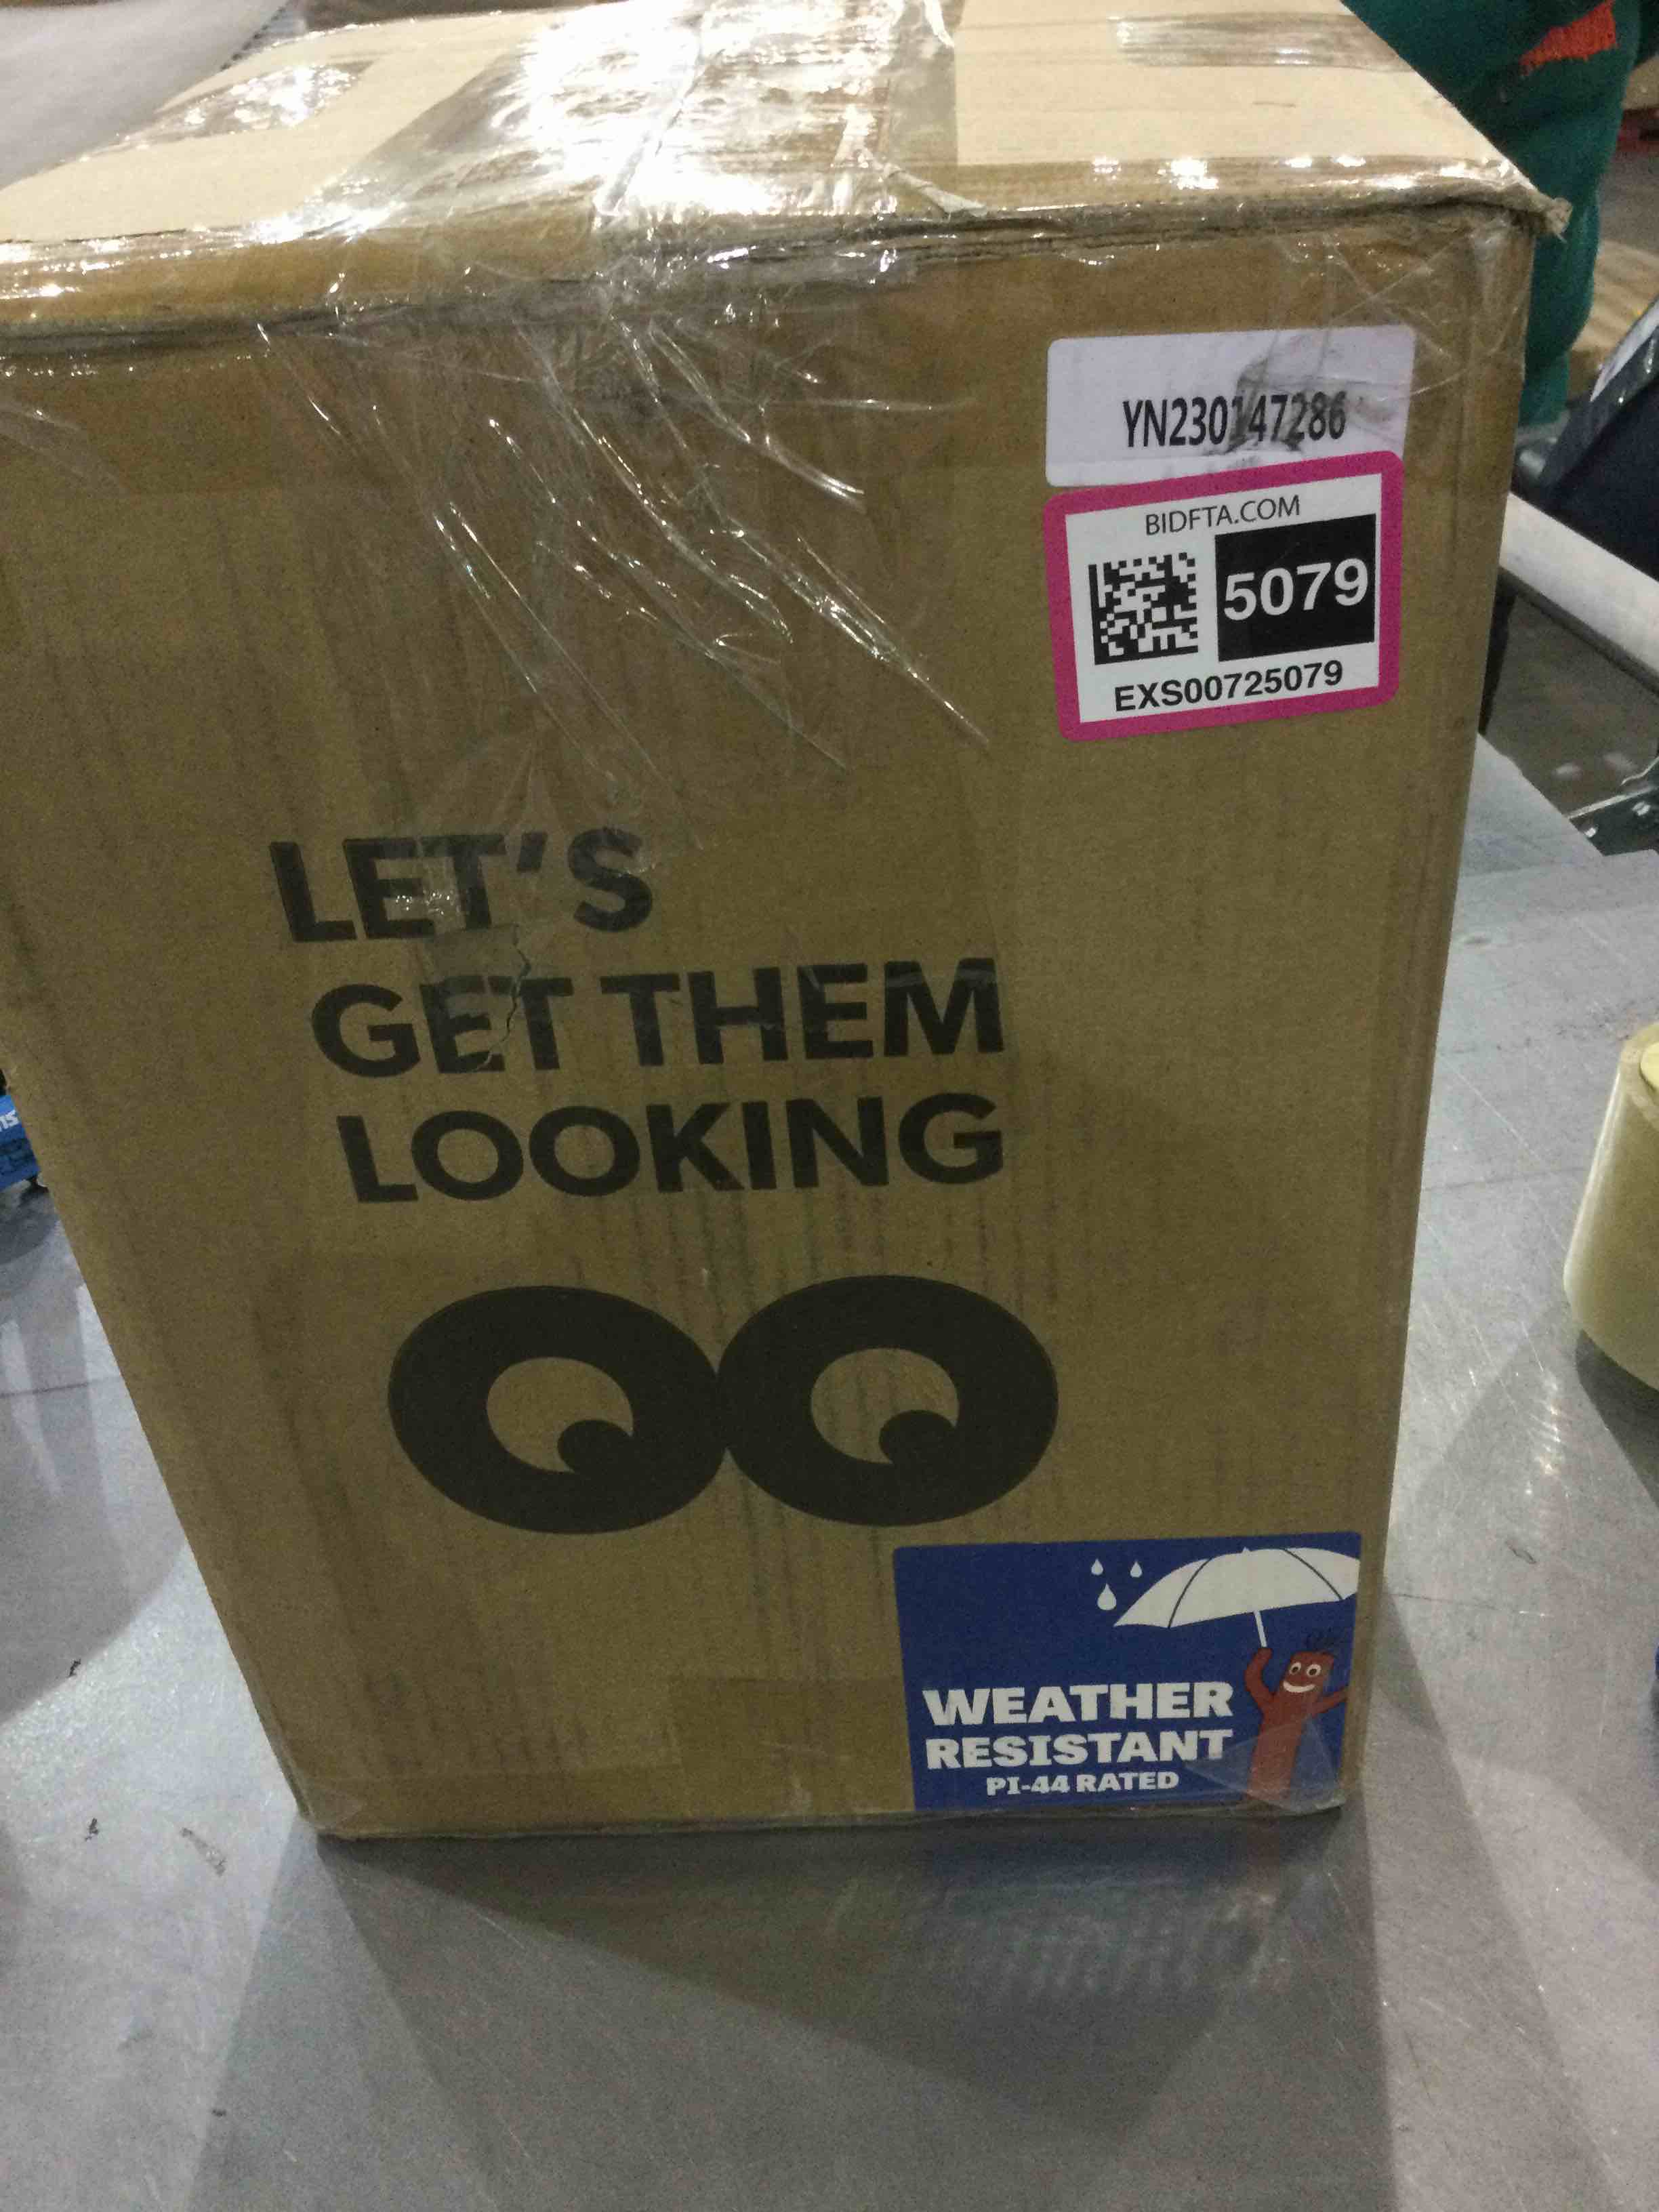 YN230147286
BIDFTA.COM
5079
EXS00725079
LET'S
GET THEM
LOOKING
WEATHER
RESISTANT
PI-44 RATED